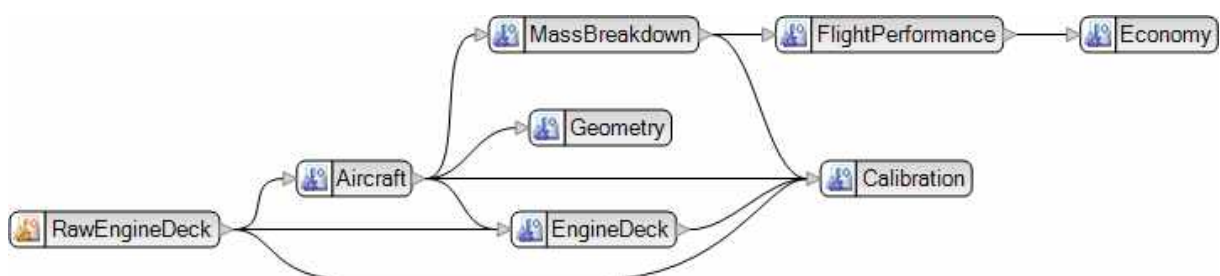 MassBreakdown
FlightPerformance
Economy
Geometry
Aircraft
Calibration
RawEngineDeck
EngineDeck